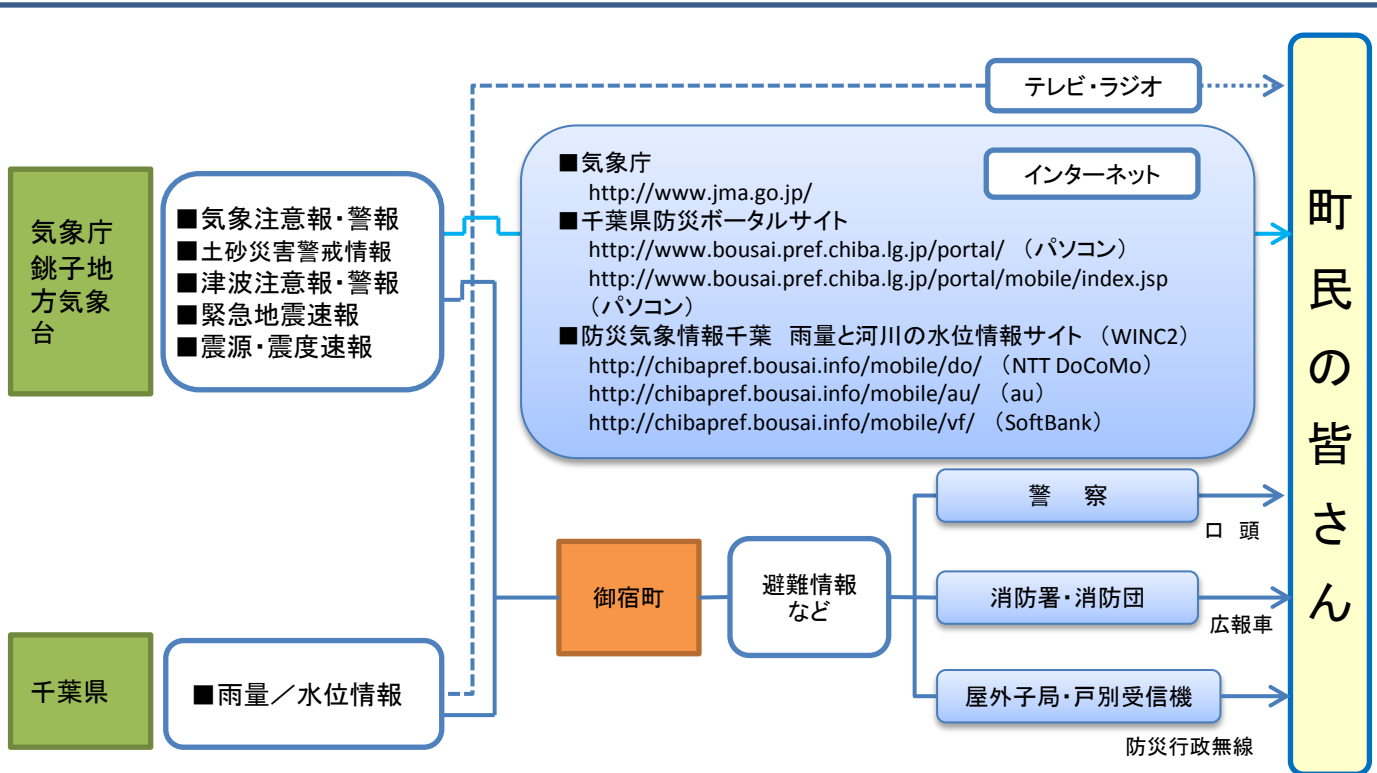 テレビ・ラジオ
気象庁
銚子地
方気象
台
■気象注意報・警報
■土砂災害警戒情報
■津波注意報・警報
■緊急地震速報
■震源・震度速報
インターネット
■気象庁
http://www.jma.go.jp/
■千葉県防災ボータルサイト
http://www.bousai.pref.chiba.lg.jp/portal/ （パソコン）
http://www.bousai.pref.chiba.lg.jp/portal/mobile/index.jsp
（パソコン）
■防災気象情報千葉 雨量と河川の水位情報サイト （WINC2）
http://chibapref.bousai.info/mobile/do/ （NTT DoCoMo）
http://chibapref.bousai.info/mobile/au/ （au）
http://chibapref.bousai.info/mobile/vf/ （SoftBank）
千葉県
■雨量／水位情報
御宿町
避難情報
など
警 察
口 頭
消防署・消防団
広報車
屋外子局・戸別受信機
防災行政無線
町民の皆さん